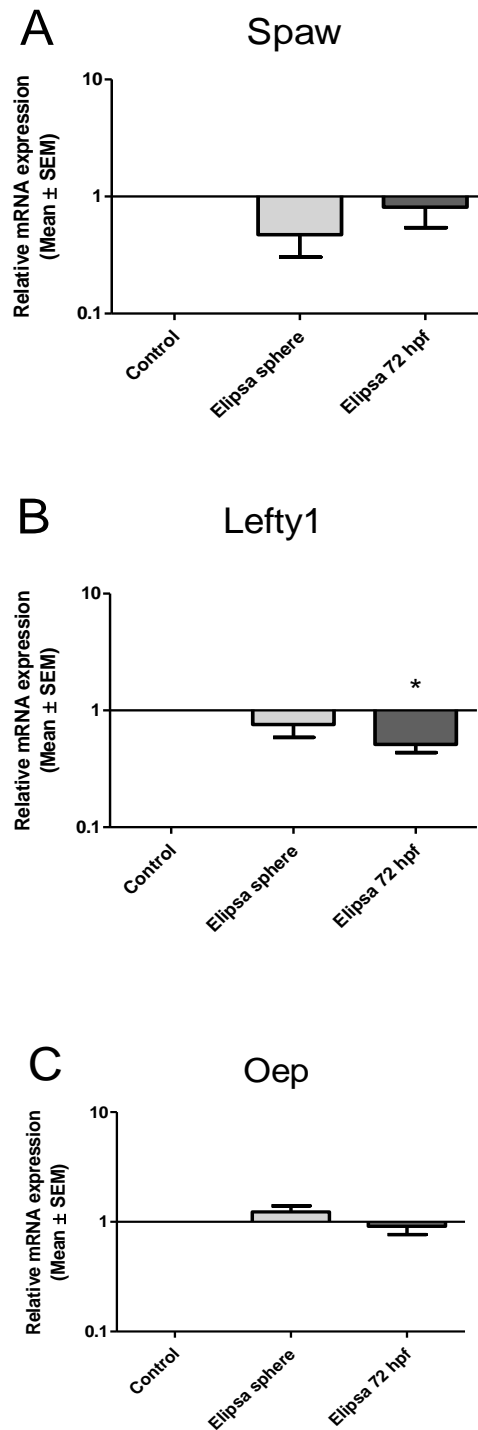 A
Spaw
Relative mRNA expression
(Mean ± SEM)
10
1
0.1
Control
Elipsa sphere
Elipsa 72 hpf
B
Lefty1
Relative mRNA expression
(Mean ± SEM)
10
1
0.1
*
Control
Elipsa sphere
Elipsa 72 hpf
C
Oep
Relative mRNA expression
(Mean ± SEM)
10
1
0.1
Control
Elipsa sphere
Elipsa 72 hpf